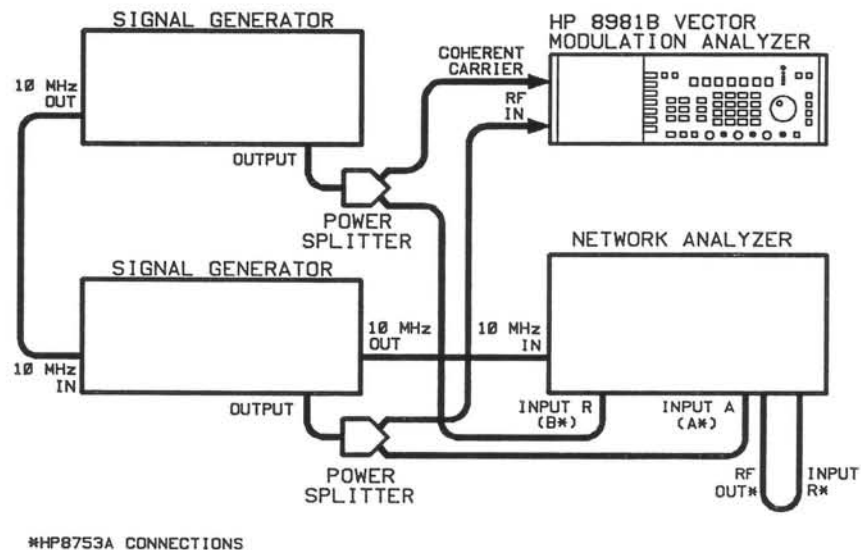 SIGNAL GENERATOR
HP 8981B VECTOR
MODULATION ANALYZER
COHERENT
CARRIER
10 MHz
OUT
RF
IN
OUTPUT
POWER
SPLITTER
NETWORK ANALYZER
SIGNAL GENERATOR
10 MHz
OUT
10 MHz
IN
10 MHz
IN
OUTPUT
INPUT R
(B*)
INPUT A
(A*)
POWER
SPLITTER
RF
OUT*
INPUT
R*
*HP8753A CONNECTIONS